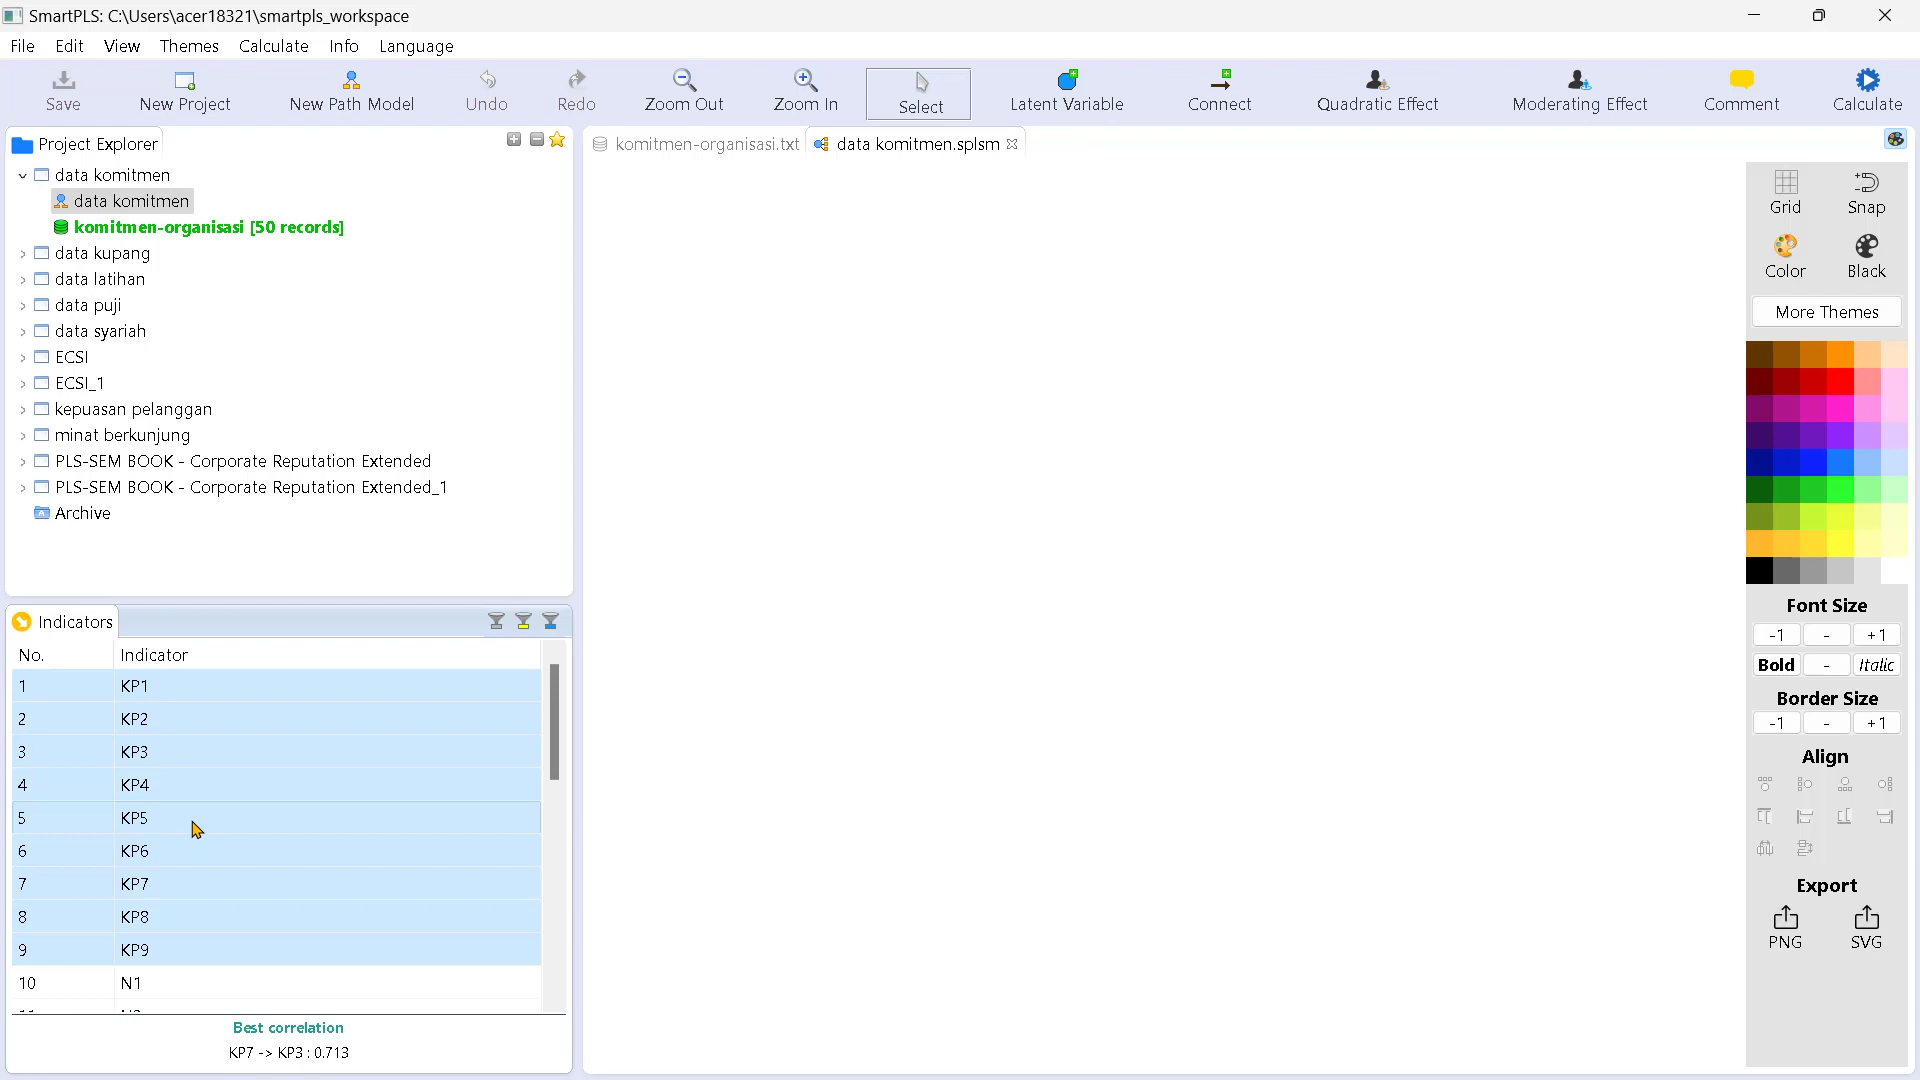 SmartPLS: C:\Users\acer18321\smartpls_workspace
File Edit View Themes Calculate Info Language
Save New Project New Path Model Undo Redo Zoom Out Zoom In Select Latent Variable Connect Quadratic Effect Moderating Effect Comment Calculate
Project Explorer
data komitmen
data komitmen
komitmen-organisasi [50 records]
data kupang
data latihan
data puji
data syariah
ECSI
ECSI_1
kepuasan pelanggan
minat berkunjung
PLS-SEM BOOK - Corporate Reputation Extended
PLS-SEM BOOK - Corporate Reputation Extended_1
Archive
Indicators
No. Indicator
1 KP1
2 KP2
3 KP3
4 KP4
5 KP5
6 KP6
7 KP7
8 KP8
9 KP9
10 N1
Best correlation
KP7 -> KP3 : 0.713
komitmen-organisasi.txt data komitmen.splsm
Grid Snap
Color Black
More Themes
Font Size
-1 - +1
Bold - Italic
Border Size
-1 - +1
Align
Export
PNG SVG